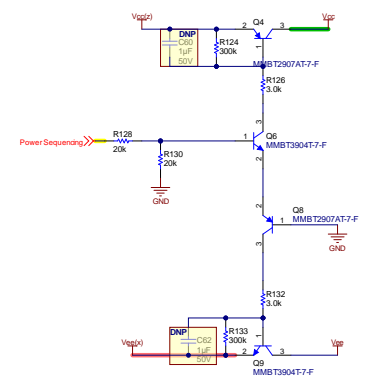 Vcc(z)
DNP
C60
1µF
50V
R124
300k
2
Q4
3
Vcc
1
MMBT2907AT-7-F
R126
3.0k
3
Power Sequencing
R128
20k
1
Q6
MMBT3904T-7-F
R130
20k
2
GND
2
Q8
MMBT2907AT-7-F
1
3
GND
R132
3.0k
DNP
C62
1µF
50V
R133
300k
1
Vee(x)
2
3
Vee
Q9
MMBT3904T-7-F